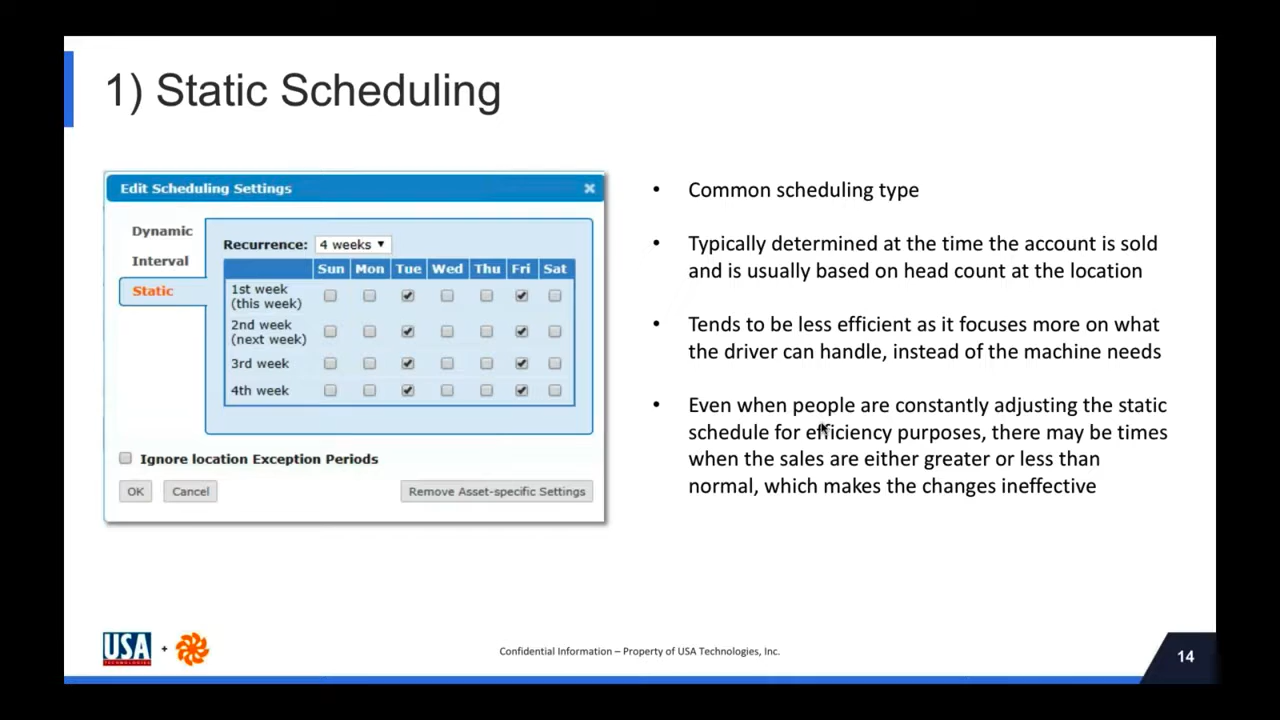 1) Static Scheduling
Edit Scheduling Settings
Dynamic
Interval
Static
Recurrence: 4 weeks
Sun Mon Tue Wed Thu Fri Sat
1st week
(this week)
2nd week
(next week)
3rd week
4th week
Ignore location Exception Periods
OK Cancel Remove Asset-specific Settings
• Common scheduling type
• Typically determined at the time the account is sold
and is usually based on head count at the location
• Tends to be less efficient as it focuses more on what
the driver can handle, instead of the machine needs
• Even when people are constantly adjusting the static
schedule for efficiency purposes, there may be times
when the sales are either greater or less than
normal, which makes the changes ineffective
USA
TECHNOLOGIES
+
Confidential Information – Property of USA Technologies, Inc.
14